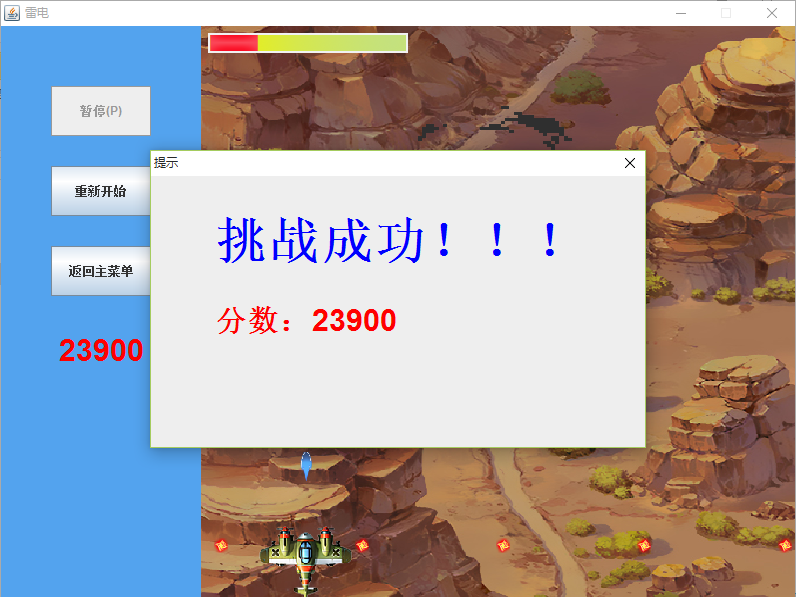 雷电
暂停(P)
重新开始
返回主菜单
23900
提示
挑战成功！！！
分数：23900